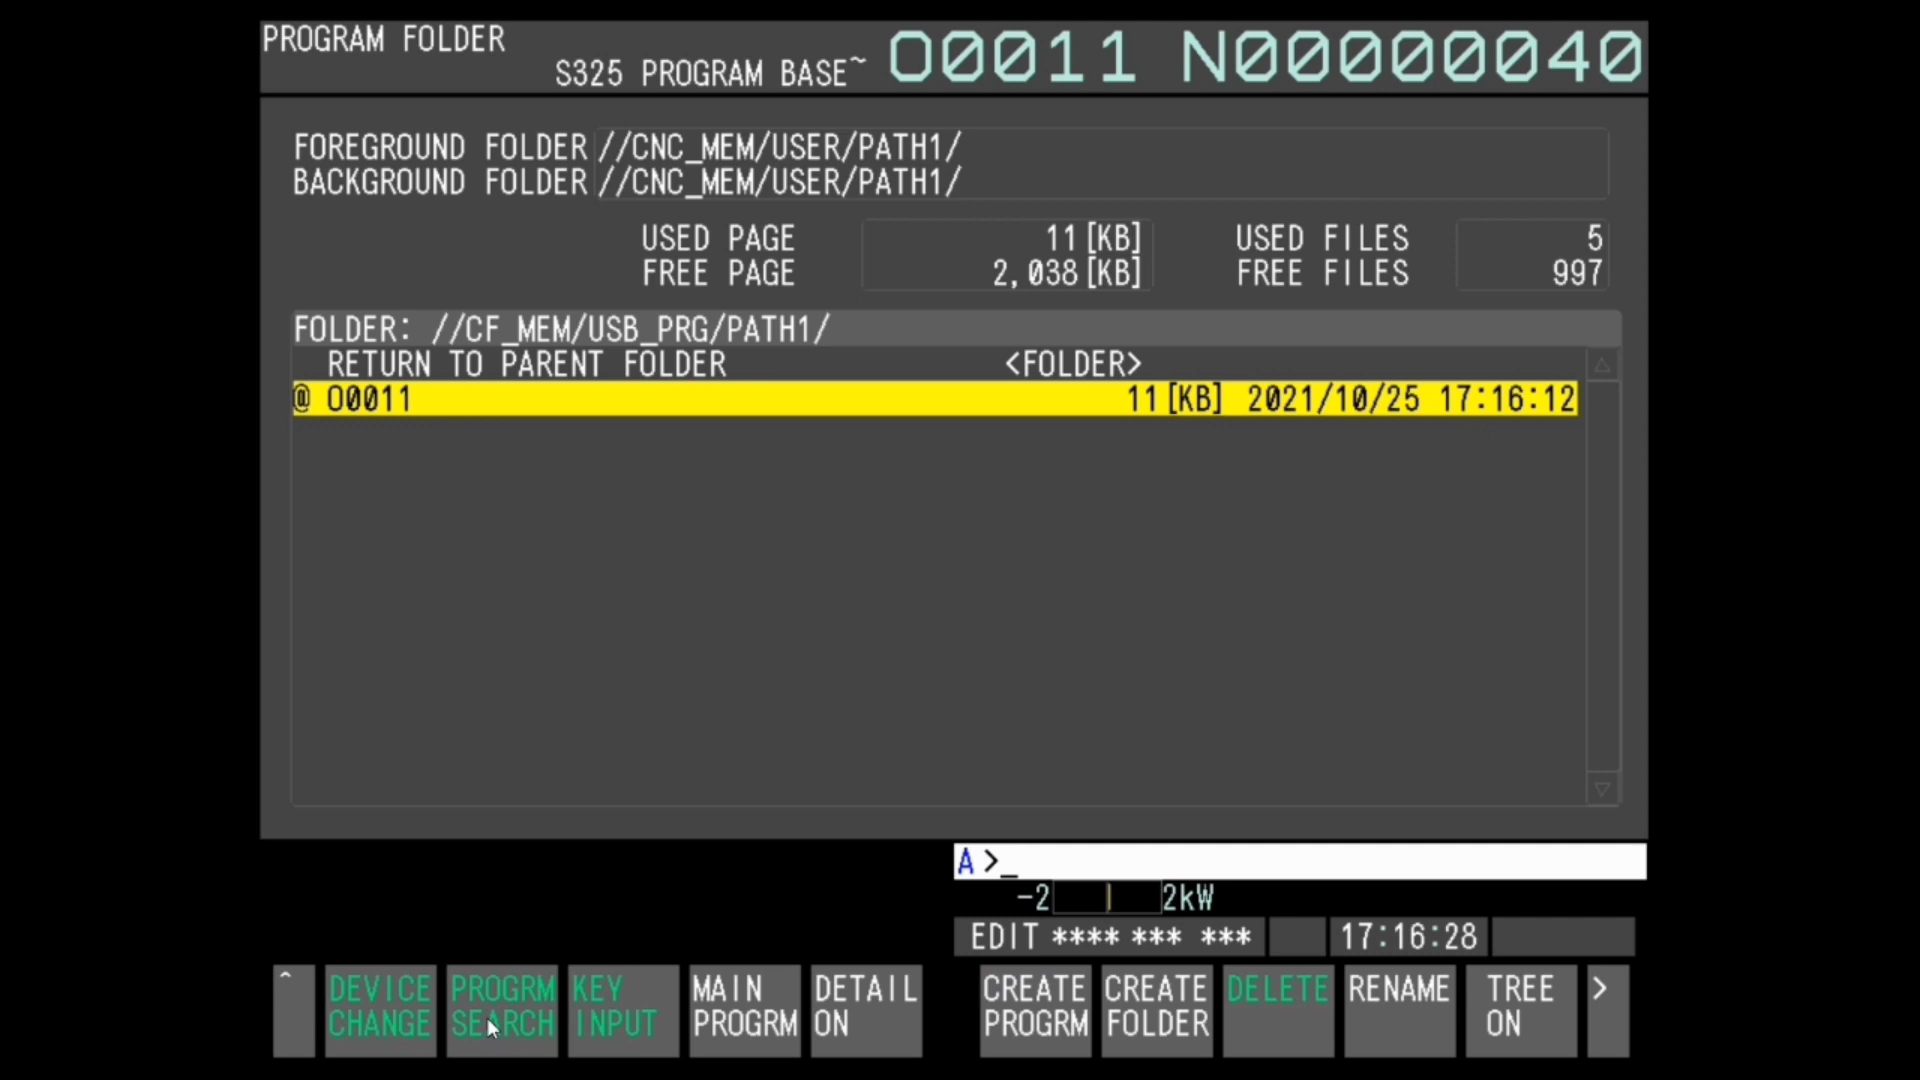 PROGRAM FOLDER
S325 PROGRAM BASE~ O0011 N00000040
FOREGROUND FOLDER //CNC_MEM/USER/PATH1/
BACKGROUND FOLDER //CNC_MEM/USER/PATH1/
USED PAGE 11[KB] USED FILES 5
FREE PAGE 2,038[KB] FREE FILES 997
FOLDER: //CF_MEM/USB_PRG/PATH1/
RETURN TO PARENT FOLDER <FOLDER>
@ O0011 11[KB] 2021/10/25 17:16:12
A >_
-2 2kW
EDIT **** *** *** 17:16:28
^ DEVICE CHANGE PROGRM SEARCH KEY INPUT MAIN PROGRM DETAIL ON CREATE PROGRM CREATE FOLDER DELETE RENAME TREE ON >